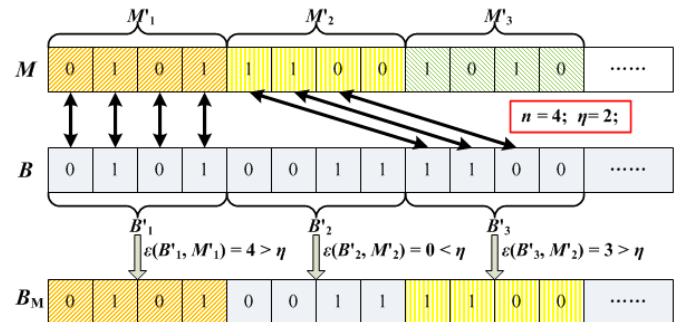 M'1 M'2 M'3
M 0 1 0 1 1 1 0 0 1 0 1 0 ······
n = 4; η= 2;
B 0 1 0 1 0 0 1 1 1 1 0 0 ······
B'1 B'2 B'3
ε(B'1, M'1) = 4 > η ε(B'2, M'2) = 0 < η ε(B'3, M'2) = 3 > η
BM 0 1 0 1 0 0 1 1 1 1 0 0 ······